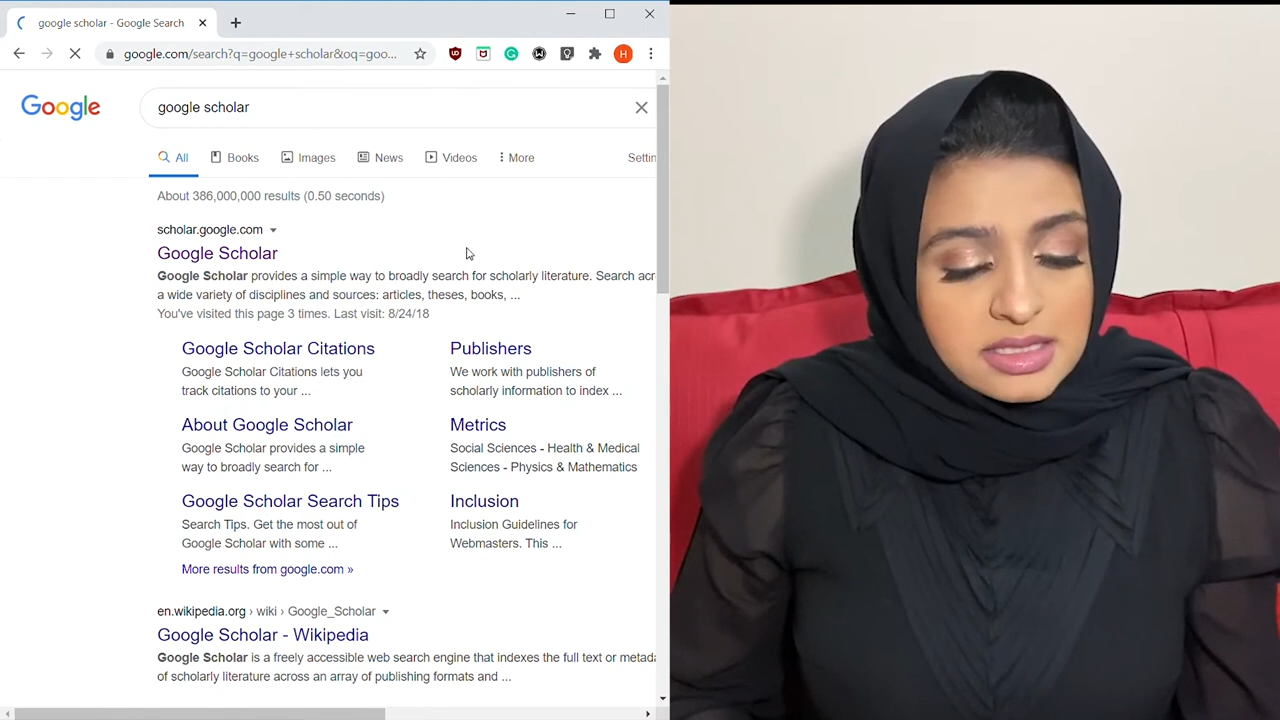 google scholar - Google Search
google.com/search?q=google+scholar&oq=goo...
H
Google
google scholar
All Books Images News Videos More Settin
About 386,000,000 results (0.50 seconds)
scholar.google.com
Google Scholar
Google Scholar provides a simple way to broadly search for scholarly literature. Search acr
a wide variety of disciplines and sources: articles, theses, books, ...
You've visited this page 3 times. Last visit: 8/24/18
Google Scholar Citations
Google Scholar Citations lets you
track citations to your ...
Publishers
We work with publishers of
scholarly information to index ...
About Google Scholar
Google Scholar provides a simple
way to broadly search for ...
Metrics
Social Sciences - Health & Medical
Sciences - Physics & Mathematics
Google Scholar Search Tips
Search Tips. Get the most out of
Google Scholar with some ...
Inclusion
Inclusion Guidelines for
Webmasters. This ...
More results from google.com »
en.wikipedia.org › wiki › Google_Scholar
Google Scholar - Wikipedia
Google Scholar is a freely accessible web search engine that indexes the full text or metada
of scholarly literature across an array of publishing formats and ...